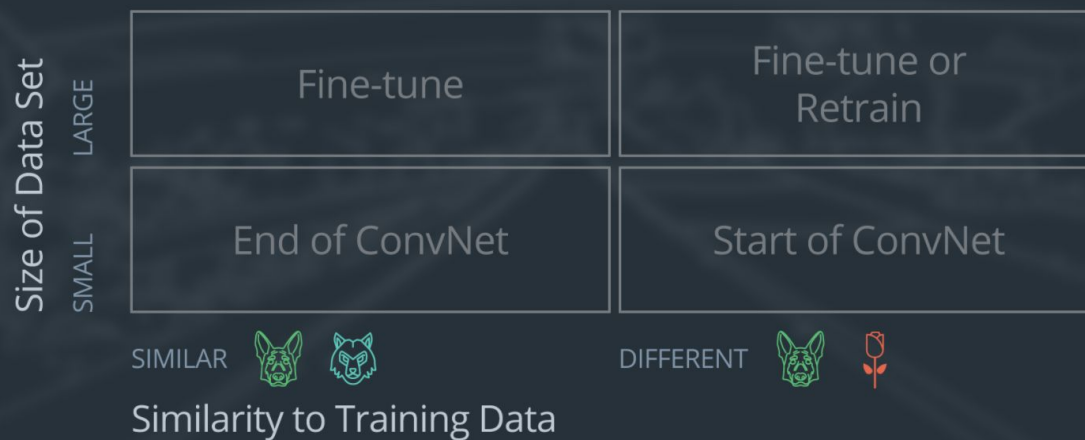 Size of Data Set
LARGE
SMALL
Fine-tune
Fine-tune or
Retrain
End of ConvNet
Start of ConvNet
SIMILAR
DIFFERENT
Similarity to Training Data